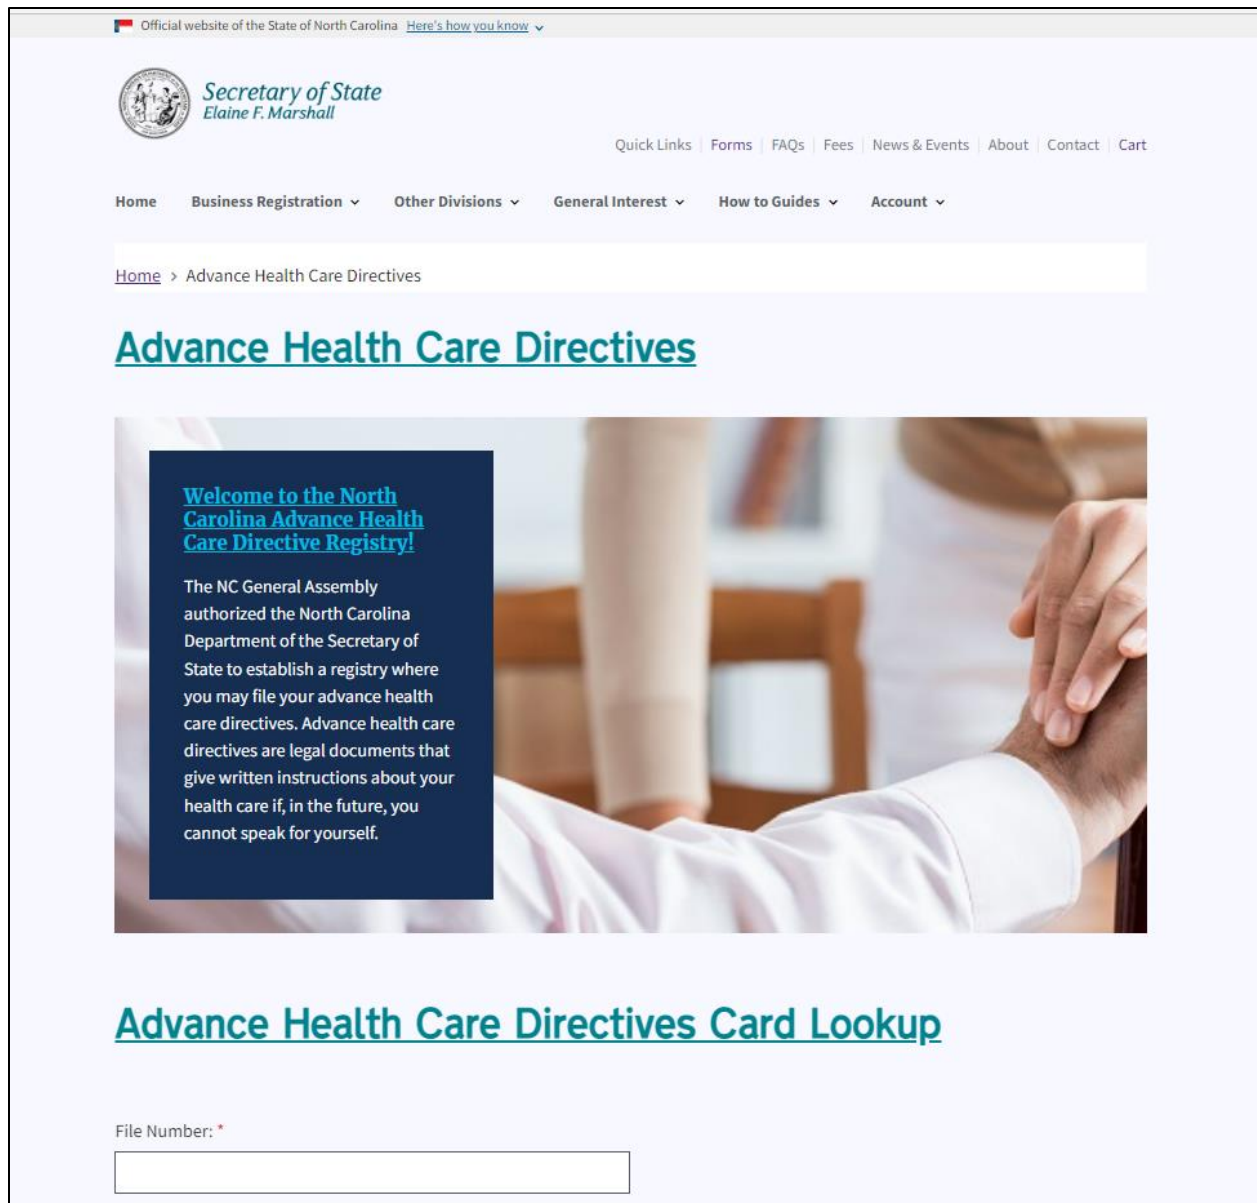 Official website of the State of North Carolina Here's how you know
Secretary of State
Elaine F. Marshall
Quick Links Forms FAQs Fees News & Events About Contact Cart
Home Business Registration Other Divisions General Interest How to Guides Account
Home > Advance Health Care Directives
Advance Health Care Directives
Welcome to the North
Carolina Advance Health
Care Directive Registry!
The NC General Assembly
authorized the North Carolina
Department of the Secretary of
State to establish a registry where
you may file your advance health
care directives. Advance health care
directives are legal documents that
give written instructions about your
health care if, in the future, you
cannot speak for yourself.
Advance Health Care Directives Card Lookup
File Number: *